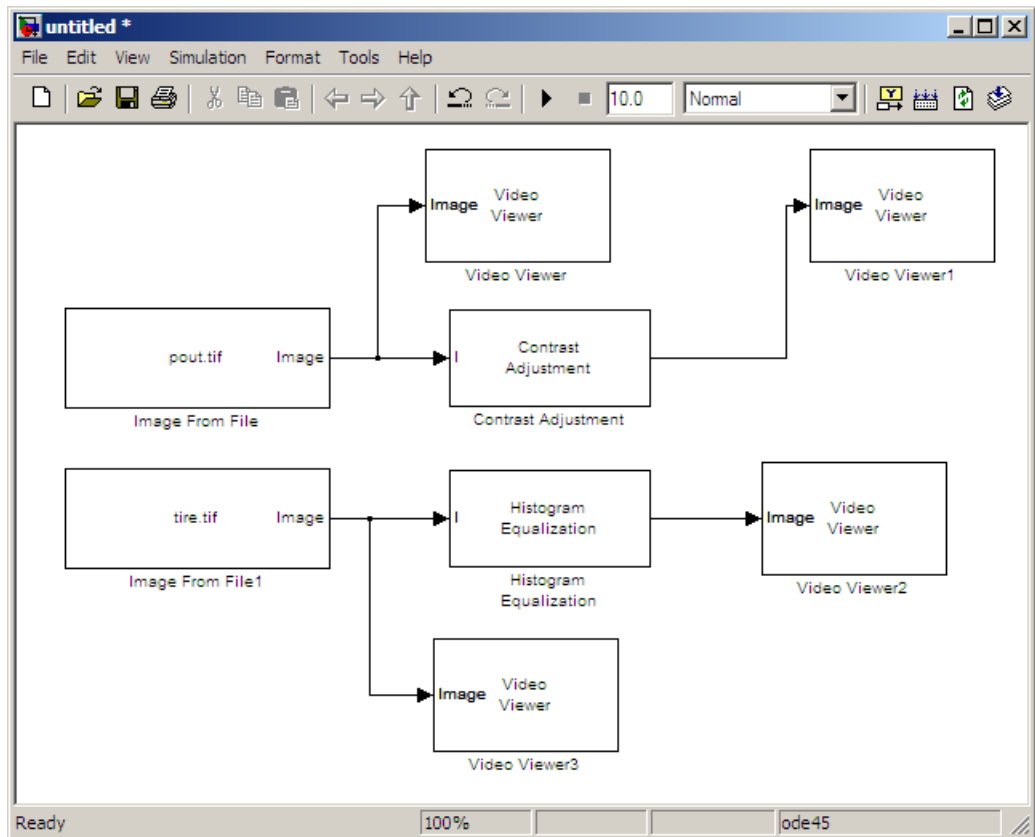 untitled *
File Edit View Simulation Format Tools Help
10.0 Normal
Image Video Viewer
Video Viewer
Image Video Viewer
Video Viewer1
pout.tif Image
Image From File
I Contrast Adjustment
Contrast Adjustment
tire.tif Image
Image From File1
I Histogram Equalization
Histogram
Equalization
Image Video Viewer
Video Viewer2
Image Video Viewer
Video Viewer3
Ready 100% ode45